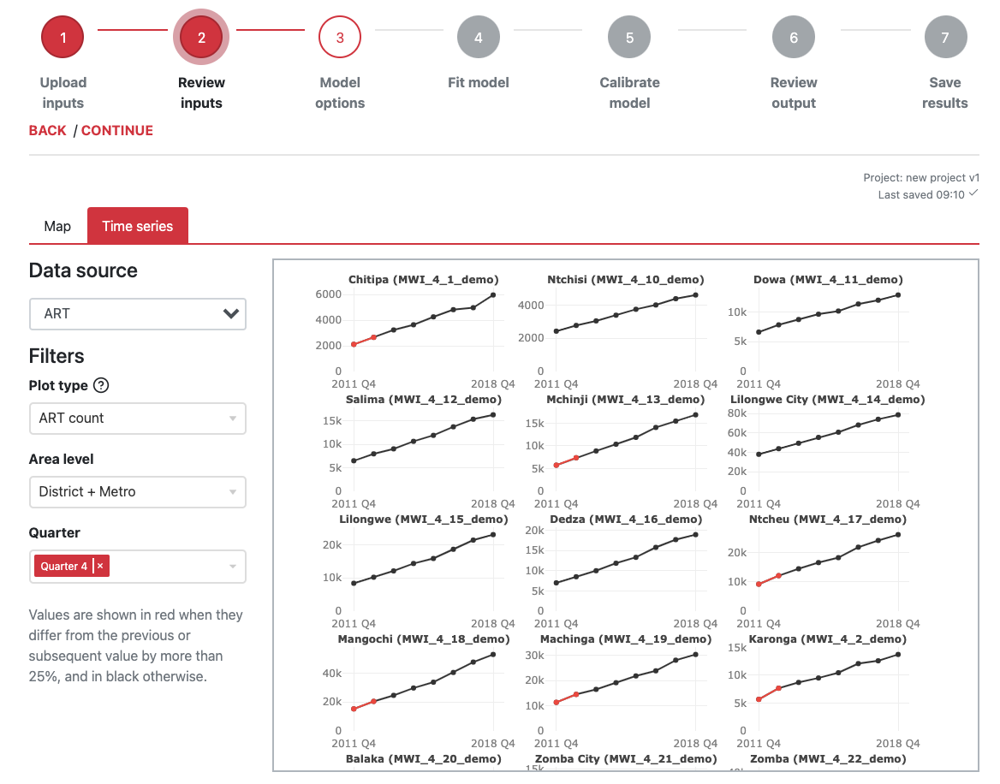 1
2
3
4
5
6
7
Upload
inputs
Review
inputs
Model
options
Fit model
Calibrate
model
Review
output
Save
results
BACK / CONTINUE
Project: new project v1
Last saved 09:10 ✓
Map
Time series
Data source
ART
Filters
Plot type ?
ART count
Area level
District + Metro
Quarter
Quarter 4 ×
Values are shown in red when they
differ from the previous or
subsequent value by more than
25%, and in black otherwise.
Chitipa (MWI_4_1_demo)
6000
4000
2000
0
2011 Q4
2018 Q4
Ntchisi (MWI_4_10_demo)
4000
2000
0
2011 Q4
2018 Q4
Dowa (MWI_4_11_demo)
10k
5k
0
2011 Q4
2018 Q4
Salima (MWI_4_12_demo)
15k
10k
5k
0
2011 Q4
2018 Q4
Mchinji (MWI_4_13_demo)
15k
10k
5k
0
2011 Q4
2018 Q4
Lilongwe City (MWI_4_14_demo)
80k
60k
40k
20k
0
2011 Q4
2018 Q4
Lilongwe (MWI_4_15_demo)
20k
10k
0
2011 Q4
2018 Q4
Dedza (MWI_4_16_demo)
20k
15k
10k
5k
0
2011 Q4
2018 Q4
Ntcheu (MWI_4_17_demo)
20k
10k
0
2011 Q4
2018 Q4
Mangochi (MWI_4_18_demo)
40k
20k
0
2011 Q4
2018 Q4
Machinga (MWI_4_19_demo)
30k
20k
10k
0
2011 Q4
2018 Q4
Karonga (MWI_4_2_demo)
15k
10k
5k
0
2011 Q4
2018 Q4
Balaka (MWI_4_20_demo)
Zomba City (MWI_4_21_demo)
15k
Zomba (MWI_4_22_demo)